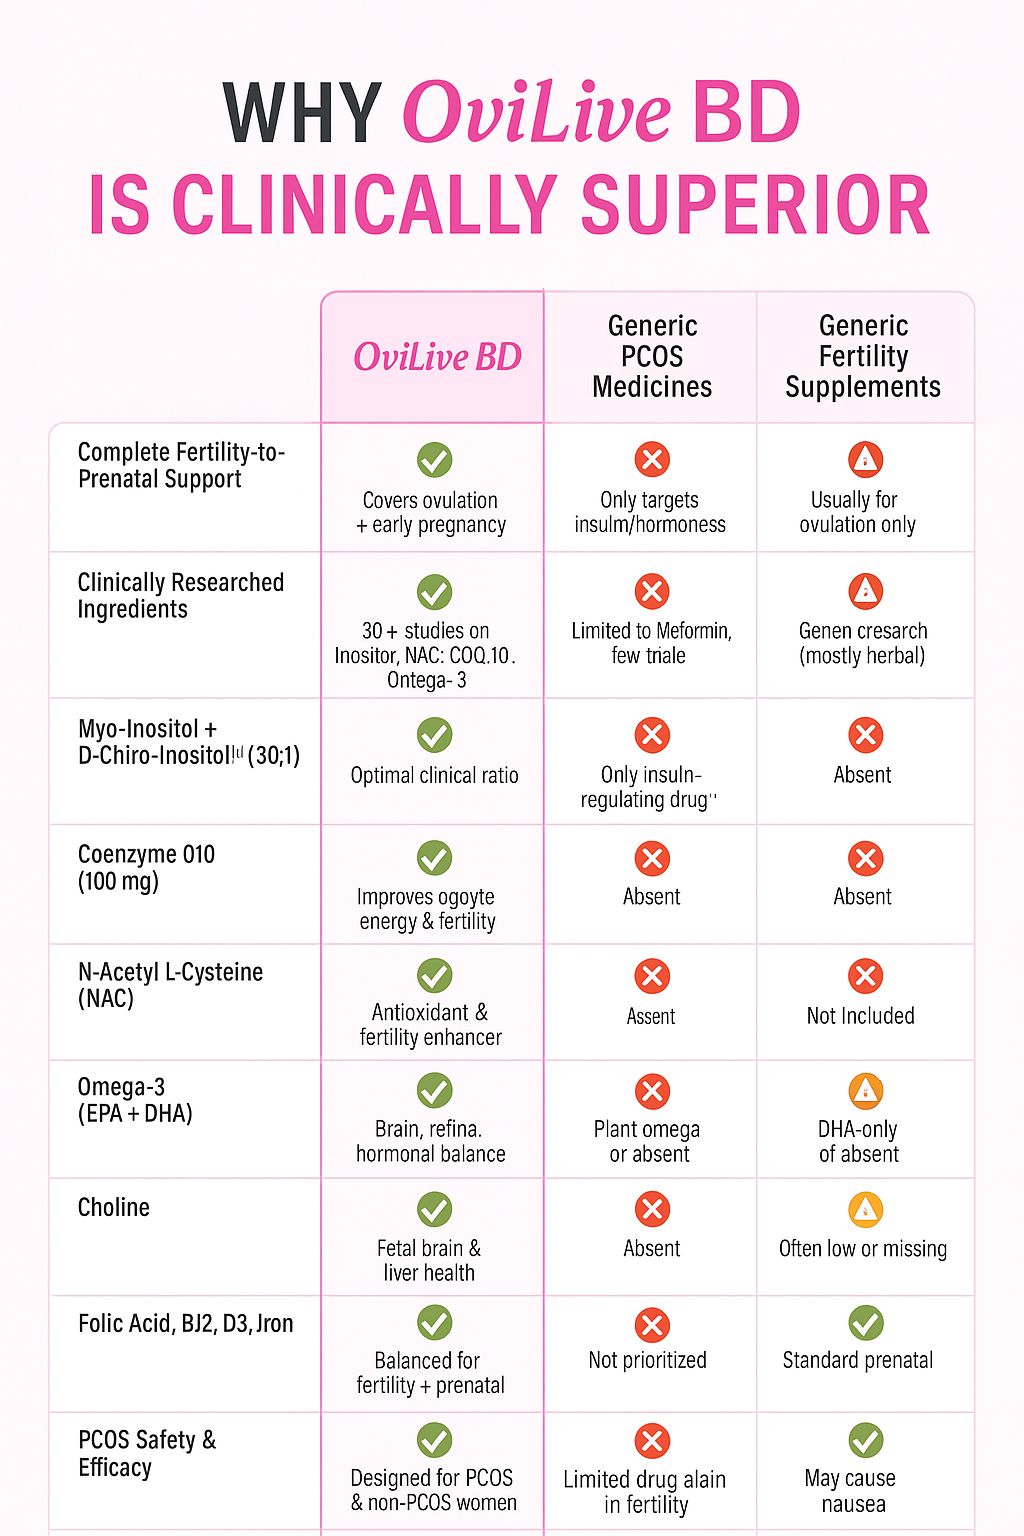 WHY OviLive BD
IS CLINICALLY SUPERIOR
OviLive BD
Generic
PCOS
Medicines
Generic
Fertility
Supplements
Complete Fertility-to-
Prenatal Support
Covers ovulation
+ early pregnancy
Only targets
insulm/hormoness
Usually for
ovulation only
Clinically Researched
Ingredients
30 + studies on
Inositor, NAC: COQ.10.
Ontega- 3
Limited to Meformin,
few triale
Genen cresarch
(mostly herbal)
Myo-Inositol +
D-Chiro-Inositol (30;1)
Optimal clinical ratio
Only insuln-
regulating drug
Absent
Coenzyme 010
(100 mg)
Improves ogoyte
energy & fertility
Absent
Absent
N-Acetyl L-Cysteine
(NAC)
Antioxidant &
fertility enhancer
Assent
Not Included
Omega-3
(EPA + DHA)
Brain, refina.
hormonal balance
Plant omega
or absent
DHA-only
of absent
Choline
Fetal brain &
liver health
Absent
Often low or missing
Folic Acid, BJ2, D3, Jron
Balanced for
fertility + prenatal
Not prioritized
Standard prenatal
PCOS Safety &
Efficacy
Designed for PCOS
& non-PCOS women
Limited drug alain
in fertility
May cause
nausea